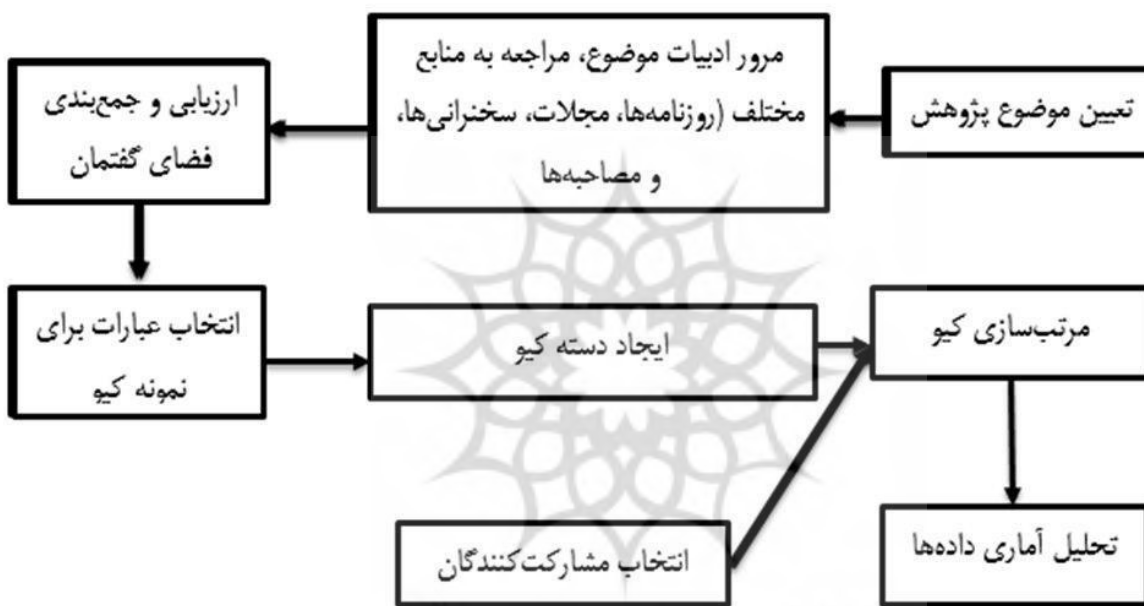 تعیین موضوع پژوهش
مرور ادبیات موضوع، مراجعه به منابع
مختلف (روزنامه‌ها، مجلات، سخنرانی‌ها،
و مصاحبه‌ها
ارزیابی و جمع‌بندی
فضای گفتمان
انتخاب عبارات برای
نمونه کیو
ایجاد دسته کیو
مرتب‌سازی کیو
انتخاب مشارکت‌کنندگان
تحلیل آماری داده‌ها